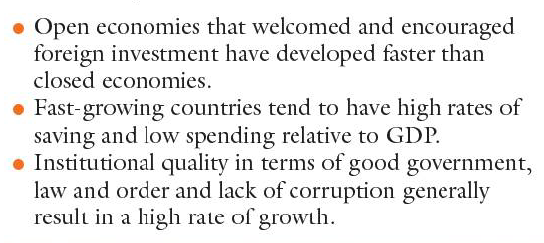 • Open economies that welcomed and encouraged
foreign investment have developed faster than
closed economies.
• Fast-growing countries tend to have high rates of
saving and low spending relative to GDP.
• Institutional quality in terms of good government,
law and order and lack of corruption generally
result in a high rate of growth.